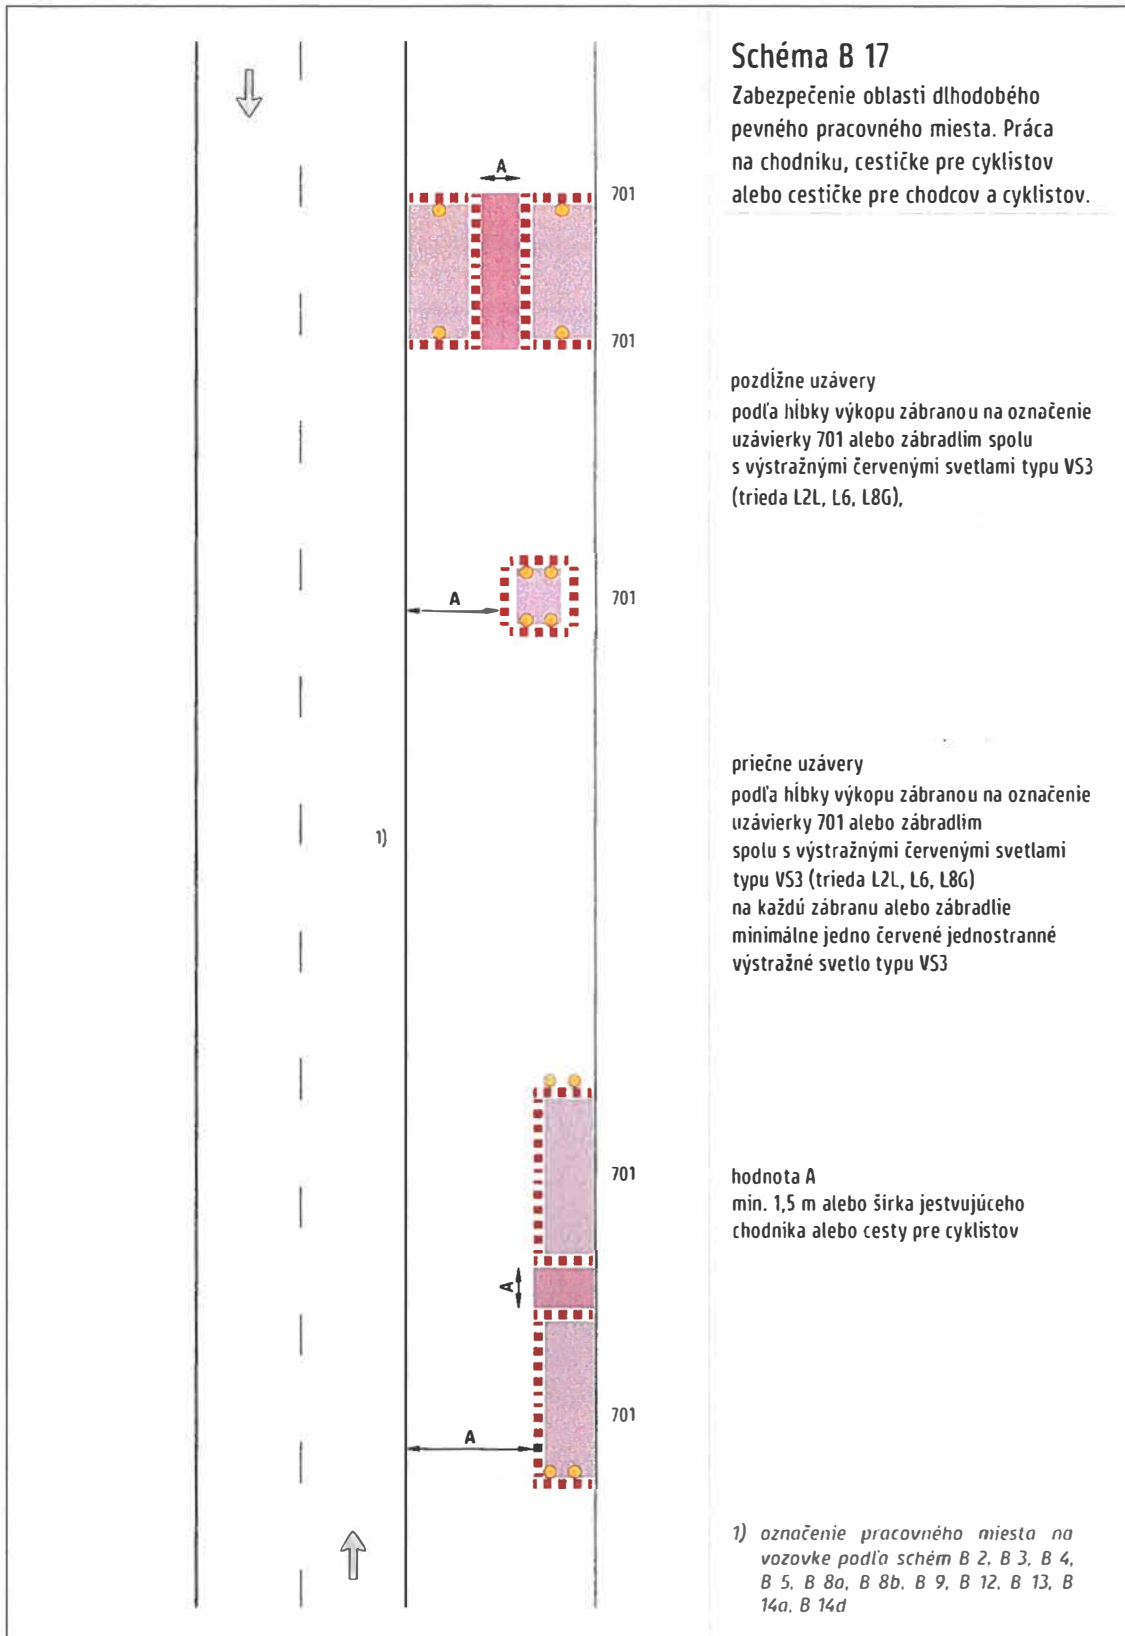 Schéma B 17
Zabezpečenie oblasti dlhodobého
pevného pracovného miesta. Práca
na chodníku, cestičke pre cyklistov
alebo cestičke pre chodcov a cyklistov.
A
701
701
pozdĺžne uzávery
podľa hĺbky výkopu zábranou na označenie
uzávierky 701 alebo zábradlím spolu
s výstražnými červenými svetlami typu VS3
(trieda L2L, L6, L8G),
A
701
priečne uzávery
podľa hĺbky výkopu zábranou na označenie
uzávierky 701 alebo zábradlím
spolu s výstražnými červenými svetlami
typu VS3 (trieda L2L, L6, L8G)
na každú zábranu alebo zábradlie
minimálne jedno červené jednostranné
výstražné svetlo typu VS3
1)
701
hodnota A
min. 1,5 m alebo šírka jestvujúceho
chodníka alebo cesty pre cyklistov
A
701
A
1) označenie pracovného miesta na
vozovke podľa schém B 2, B 3, B 4,
B 5, B 8a, B 8b, B 9, B 12, B 13, B
14a, B 14d